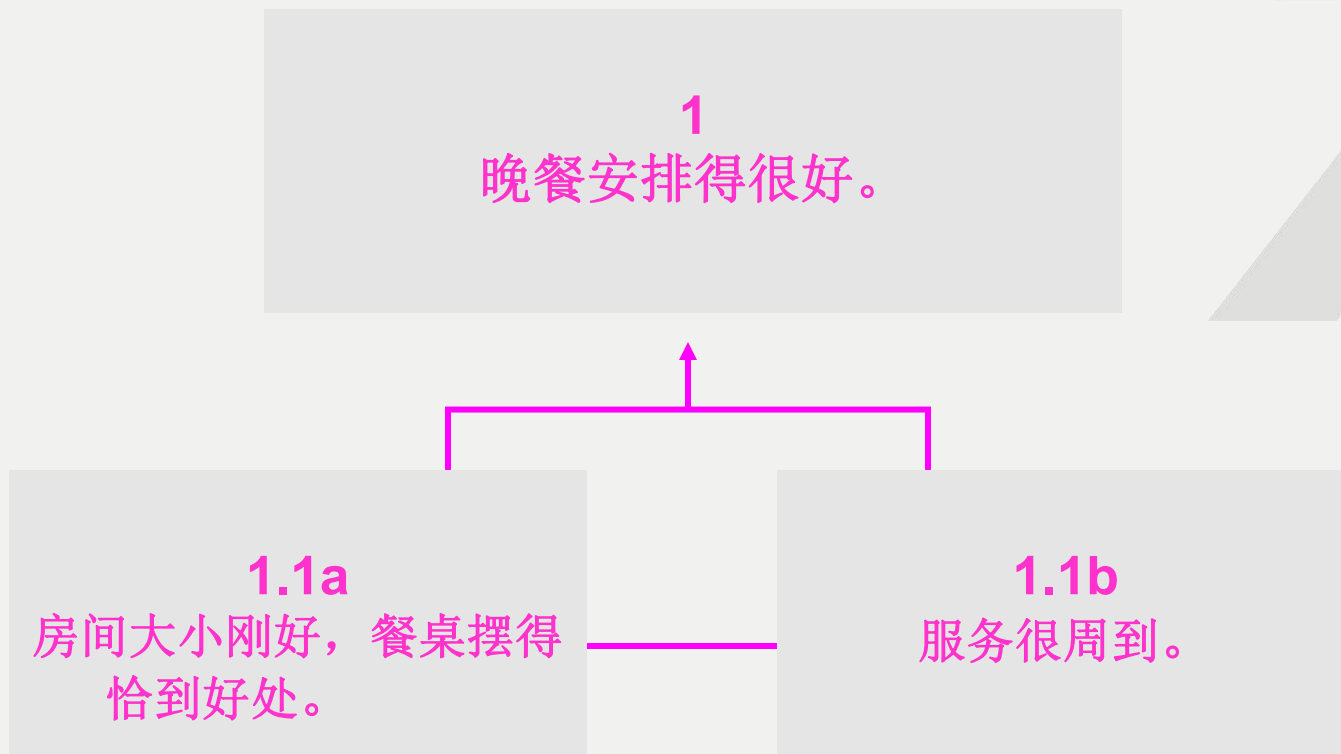 1
晚餐安排得很好。
1.1a
房间大小刚好，餐桌摆得
恰到好处。
1.1b
服务很周到。